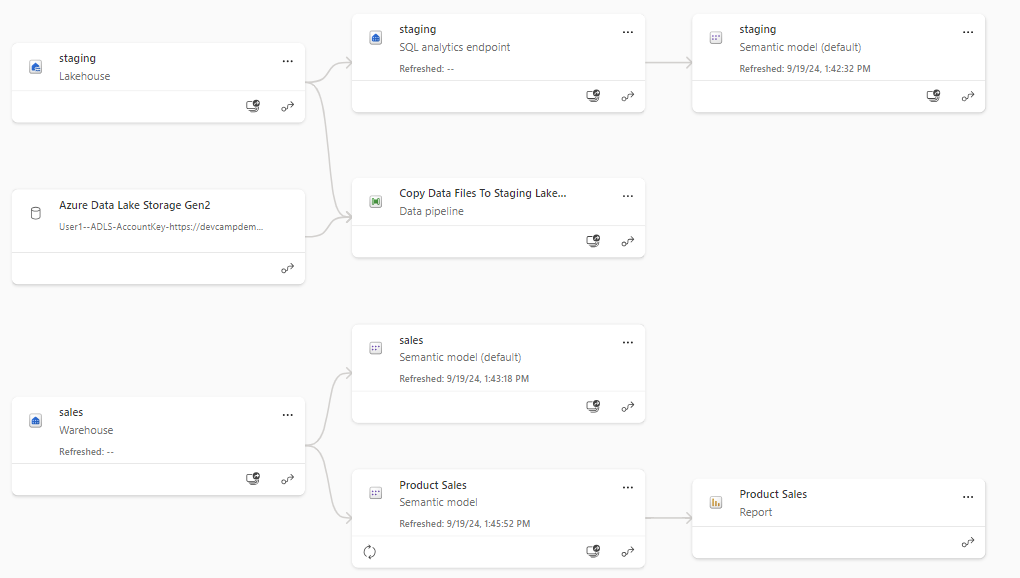 staging
Lakehouse
staging
SQL analytics endpoint
Refreshed: --
staging
Semantic model (default)
Refreshed: 9/19/24, 1:42:32 PM
Azure Data Lake Storage Gen2
User1--ADLS-AccountKey-https://devcampdem...
Copy Data Files To Staging Lake...
Data pipeline
sales
Warehouse
Refreshed: --
sales
Semantic model (default)
Refreshed: 9/19/24, 1:43:18 PM
Product Sales
Semantic model
Refreshed: 9/19/24, 1:45:52 PM
Product Sales
Report